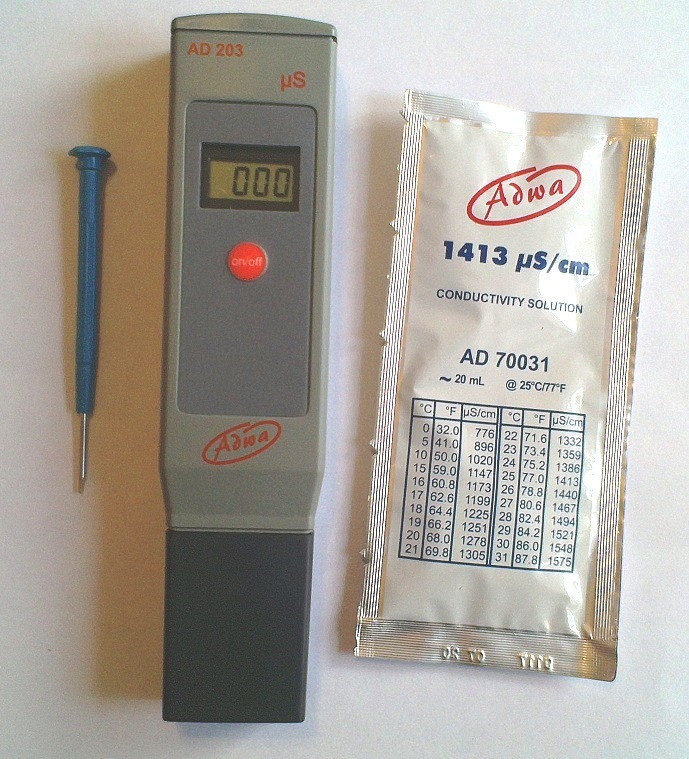 AD 203
µS
000
on/off
Adwa
Adwa
1413 µS/cm
CONDUCTIVITY SOLUTION
AD 70031
~ 20 mL @ 25°C/77°F
°C °F µS/cm °C °F µS/cm
0 32.0 776 22 71.6 1332
5 41.0 896 23 73.4 1359
10 50.0 1020 24 75.2 1386
15 59.0 1147 25 77.0 1413
16 60.8 1173 26 78.8 1440
17 62.6 1199 27 80.6 1467
18 64.4 1225 28 82.4 1494
19 66.2 1251 29 84.2 1521
20 68.0 1278 30 86.0 1548
21 69.8 1305 31 87.8 1575